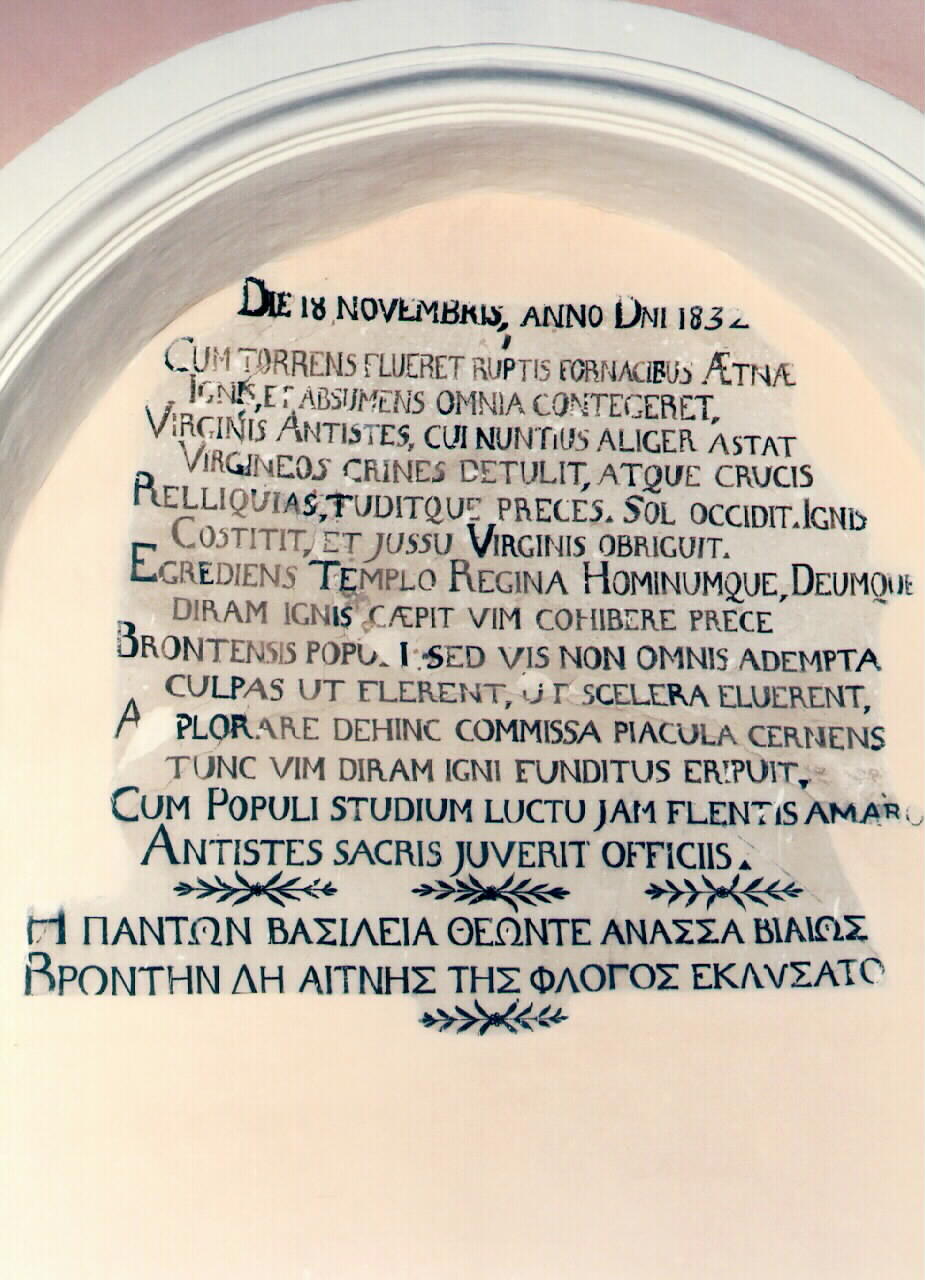 DIE 18 NOVEMBRIS, ANNO DNI 1832
CUM TORRENS FLUERET RUPTIS FORNACIBUS ÆTNÆ
IGNIS, ET ABSUMENS OMNIA CONTEGERET,
VIRGINIS ANTISTES, CUI NUNTIUS ALIGER ASTAT
VIRGINEOS CRINES DETULIT, ATQUE CRUCIS
RELLIQUIAS, FUDITQUE PRECES. SOL OCCIDIT. IGNIS
COSTITIT, ET JUSSU VIRGINIS OBRIGUIT.
EGREDIENS TEMPLO REGINA HOMINUMQUE, DEUMQUE
DIRAM IGNIS CÆPIT VIM COHIBERE PRECE
BRONTENSIS SED VIS NON OMNIS ADEMPTA
CULPAS UT FLERENT, UT SCELERA ELUERENT,
PLORARE DEHINC COMMISSA PIACULA CERNENS
TUNC VIM DIRAM IGNI FUNDITUS ERIPUIT,
CUM POPULI STUDIUM LUCTU JAM FLENTIS AMARO
ANTISTES SACRIS JUVERIT OFFICIIS.
Η ΠΑΝΤΩΝ ΒΑΣΙΛΕΙΑ ΘΕΩΝΤΕ ΑΝΑΣΣΑ ΒΙΑΙΩΣ
ΒΡΟΝΤΗΝ ΔΗ ΑΙΤΝΗΣ ΤΗΣ ΦΛΟΓΟΣ ΕΚΛΥΣΑΤΟ